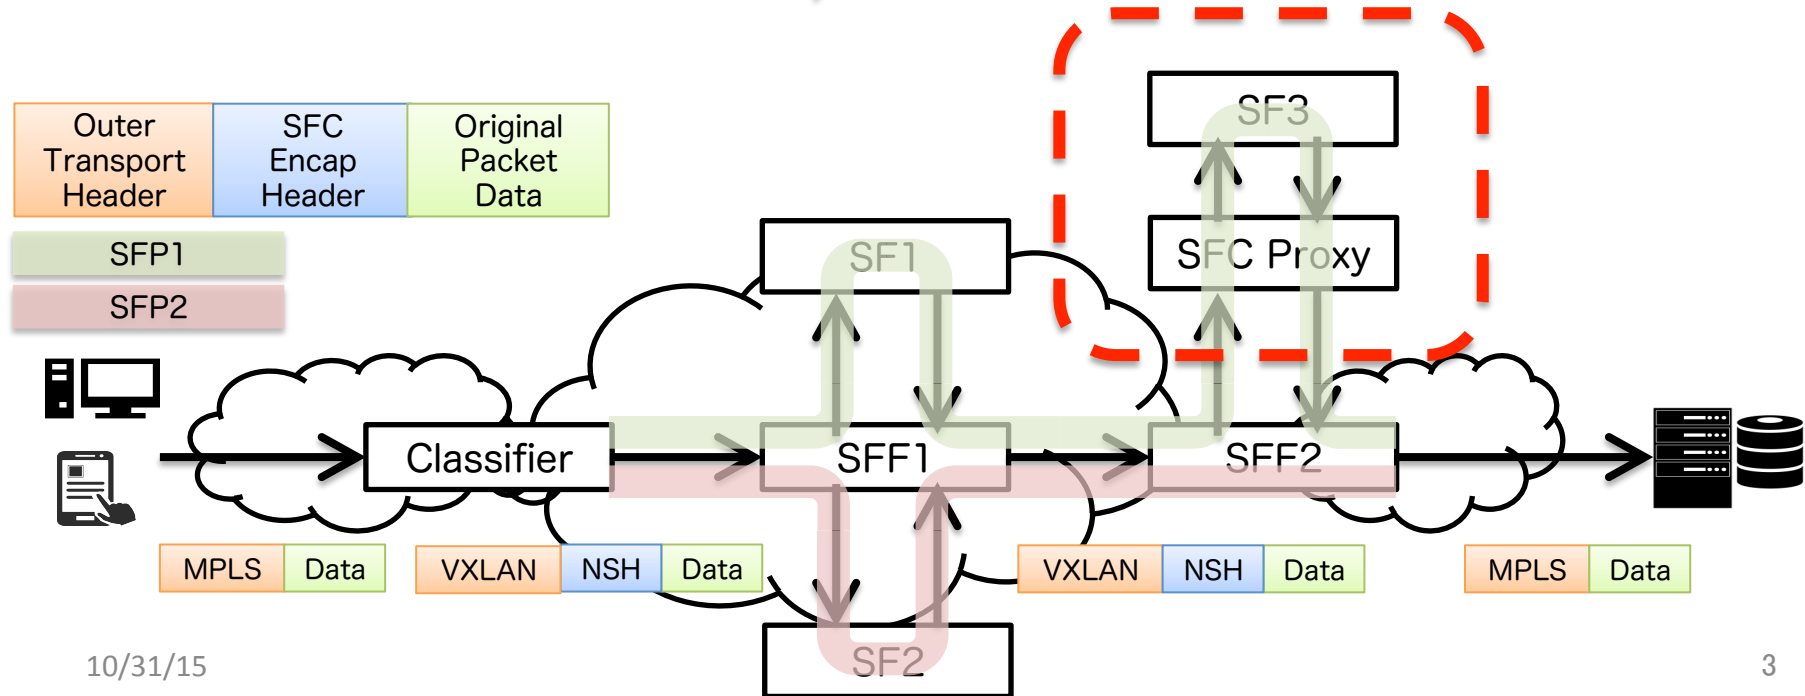 Outer
Transport
Header
SFC
Encap
Header
Original
Packet
Data
SFP1
SFP2
SF3
SFC Proxy
SF1
Classifier
SFF1
SFF2
MPLS
Data
VXLAN
NSH
Data
VXLAN
NSH
Data
MPLS
Data
SF2
10/31/15
3